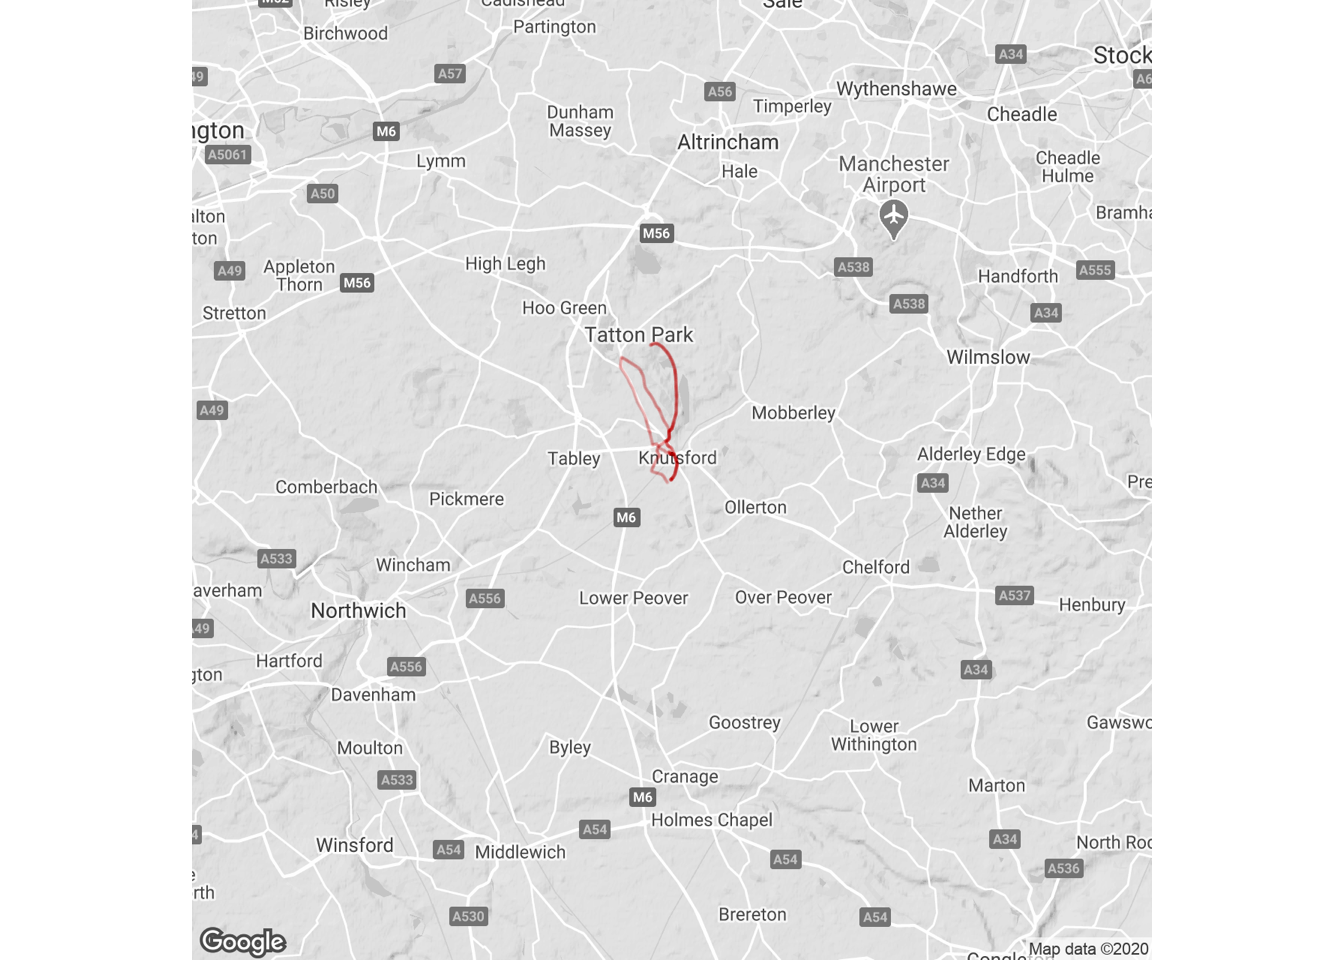 M62
Risley
Cadishead
Sale
Birchwood
Partington
A34
Stock
A57
49
A56
Wythenshawe
A6
Timperley
Dunham
Massey
Cheadle
ngton
M6
Altrincham
A5061
Lymm
Hale
Manchester
Airport
Cheadle
Hulme
A50
alton
ton
Bramha
M56
High Legh
Appleton
Thorn
A49
M56
A538
A555
Handforth
Hoo Green
A538
A34
Stretton
Tatton Park
Wilmslow
A49
Mobberley
Tabley
Knutsford
Alderley Edge
Comberbach
Pickmere
A34
Pre
Ollerton
M6
Nether
Alderley
A533
Wincham
Chelford
averham
A556
Lower Peover
Over Peover
A537
Henbury
Northwich
49
Hartford
A556
A34
gton
Davenham
Goostrey
Lower
Withington
Gawswo
Moulton
Byley
A533
Cranage
Marton
M6
A54
Holmes Chapel
4
Winsford
A54
Middlewich
A54
A34
North Roc
A536
e
rth
A530
Brereton
A54
Google
Map data ©2020
Congleton